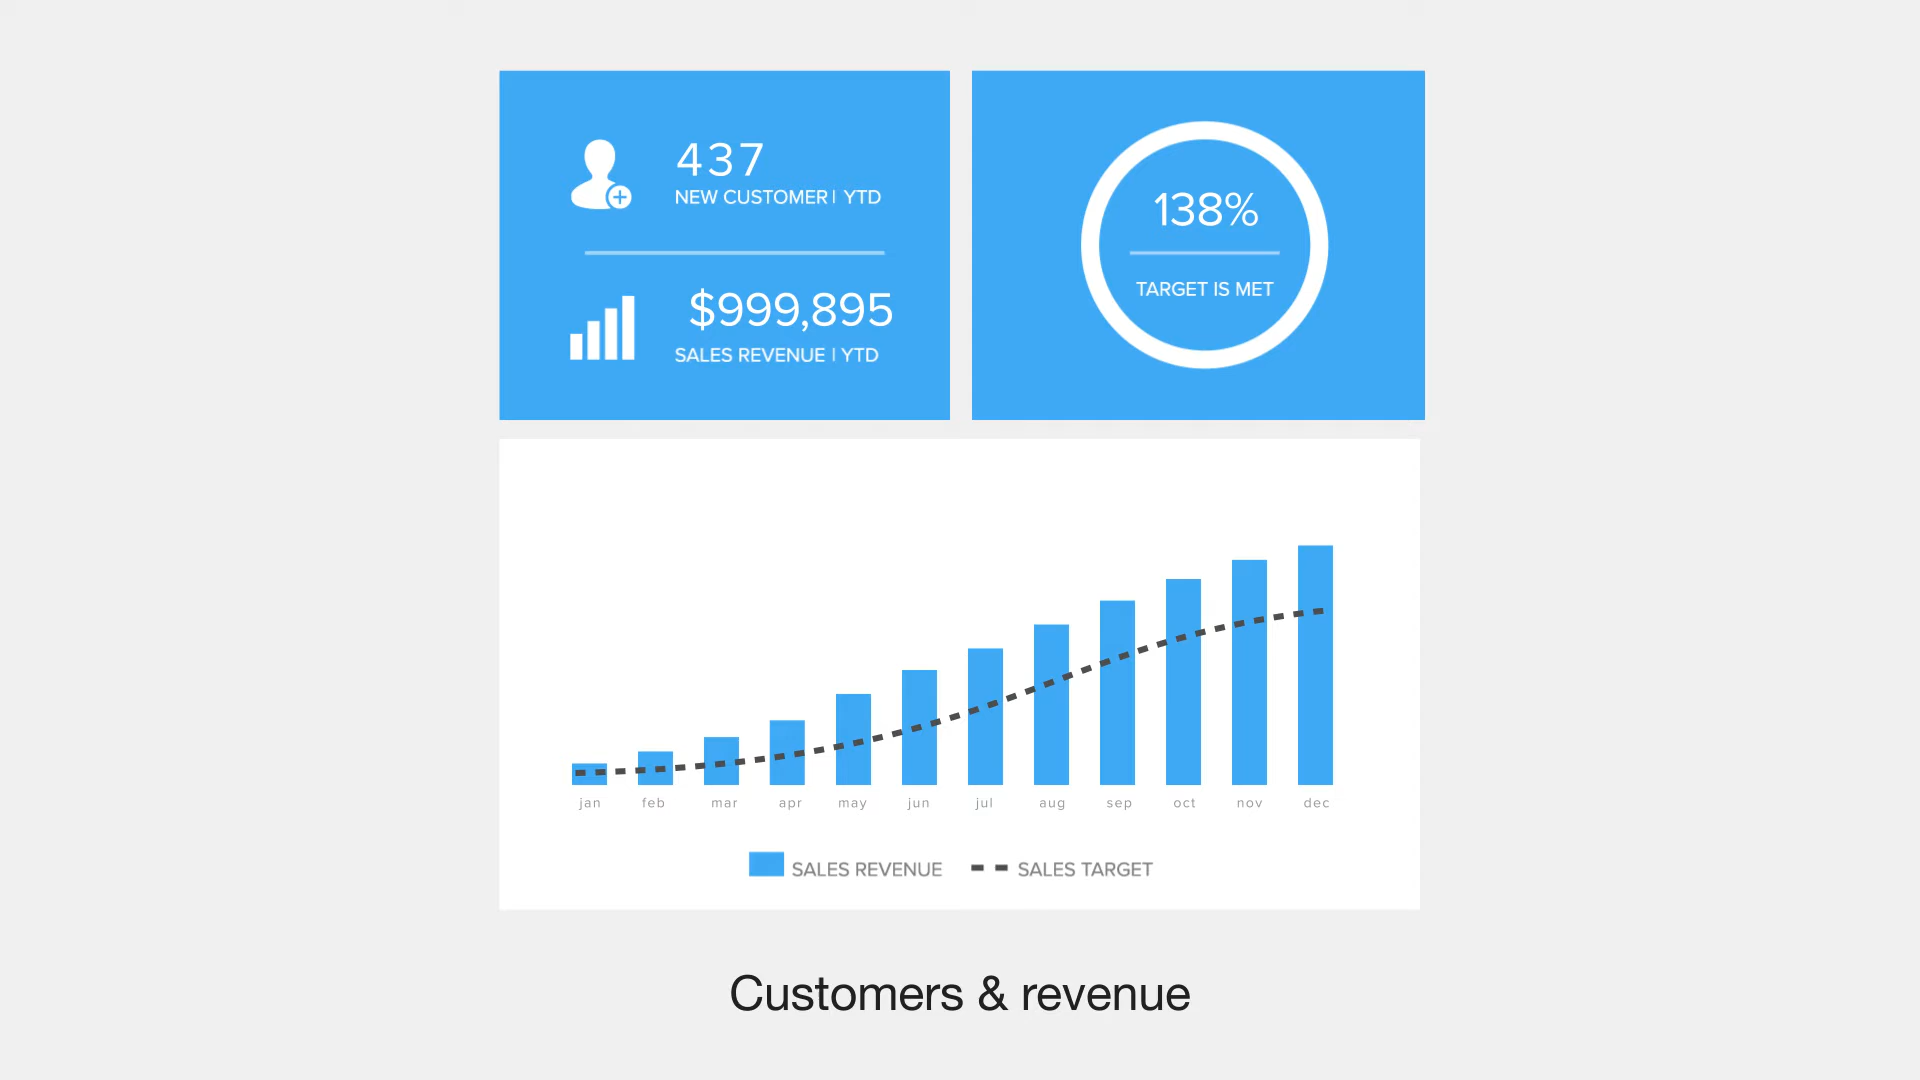 437
NEW CUSTOMER | YTD
$999,895
SALES REVENUE | YTD
138%
TARGET IS MET
jan feb mar apr may jun jul aug sep oct nov dec
SALES REVENUE SALES TARGET
Customers & revenue